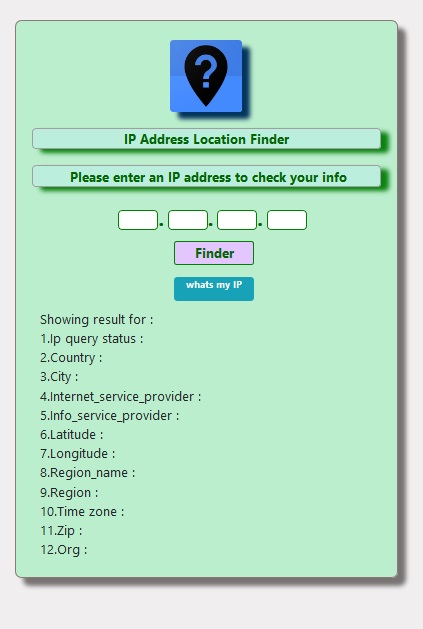 ?
IP Address Location Finder
Please enter an IP address to check your info
. . .
Finder
whats my IP
Showing result for :
1.Ip query status :
2.Country :
3.City :
4.Internet_service_provider :
5.Info_service_provider :
6.Latitude :
7.Longitude :
8.Region_name :
9.Region :
10.Time zone :
11.Zip :
12.Org :